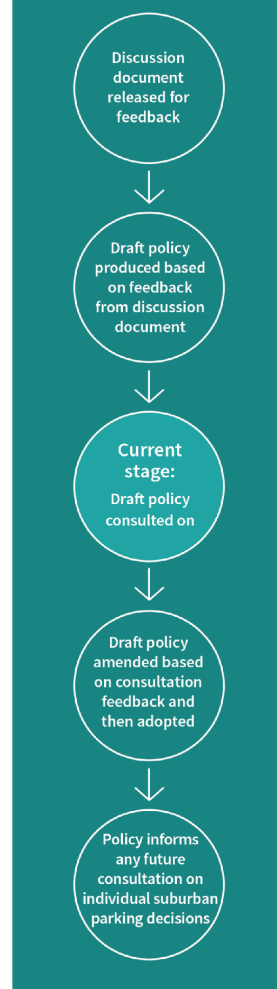 Discussion
document
released for
feedback
Draft policy
produced based
on feedback
from discussion
document
Current
stage:
Draft policy
consulted on
Draft policy
amended based
on consultation
feedback and
then adopted
Policy informs
any future
consultation on
individual suburban
parking decisions